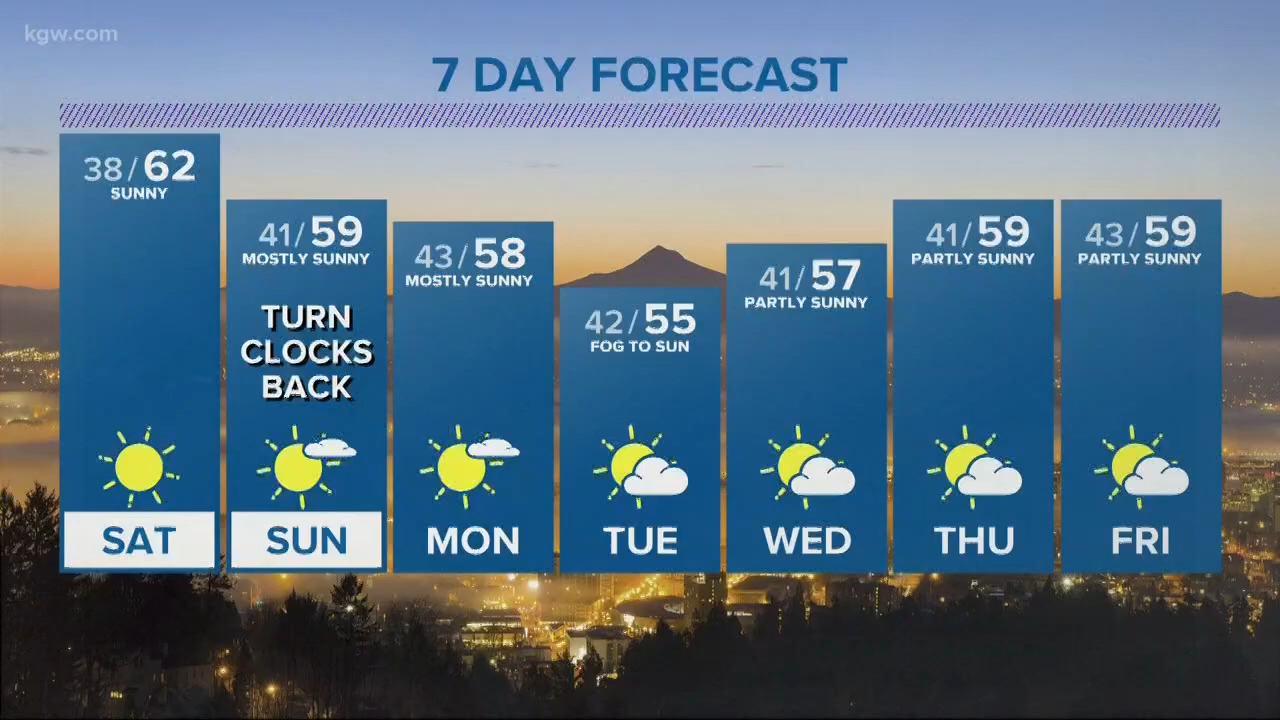 kgw.com
7 DAY FORECAST
38/62
SUNNY
SAT
41/59
MOSTLY SUNNY
TURN
CLOCKS
BACK
SUN
43/58
MOSTLY SUNNY
MON
42/55
FOG TO SUN
TUE
41/57
PARTLY SUNNY
WED
41/59
PARTLY SUNNY
THU
43/59
PARTLY SUNNY
FRI